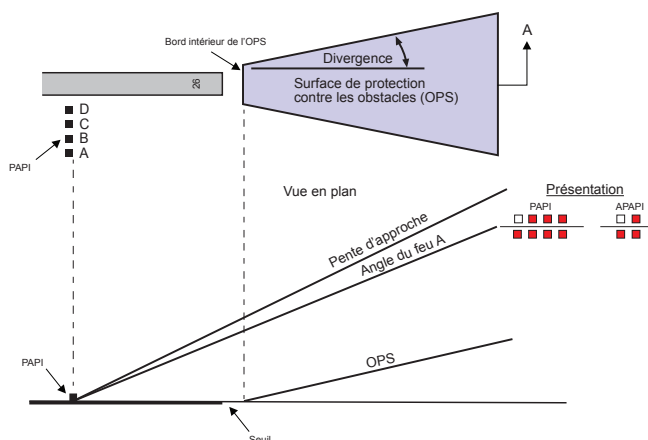 Bord intérieur de l'OPS
A
Divergence
Surface de protection
contre les obstacles (OPS)
26
D
C
B
A
PAPI
Vue en plan
Présentation
PAPI
APAPI
Pente d'approche
Angle du feu A
OPS
PAPI
Seuil